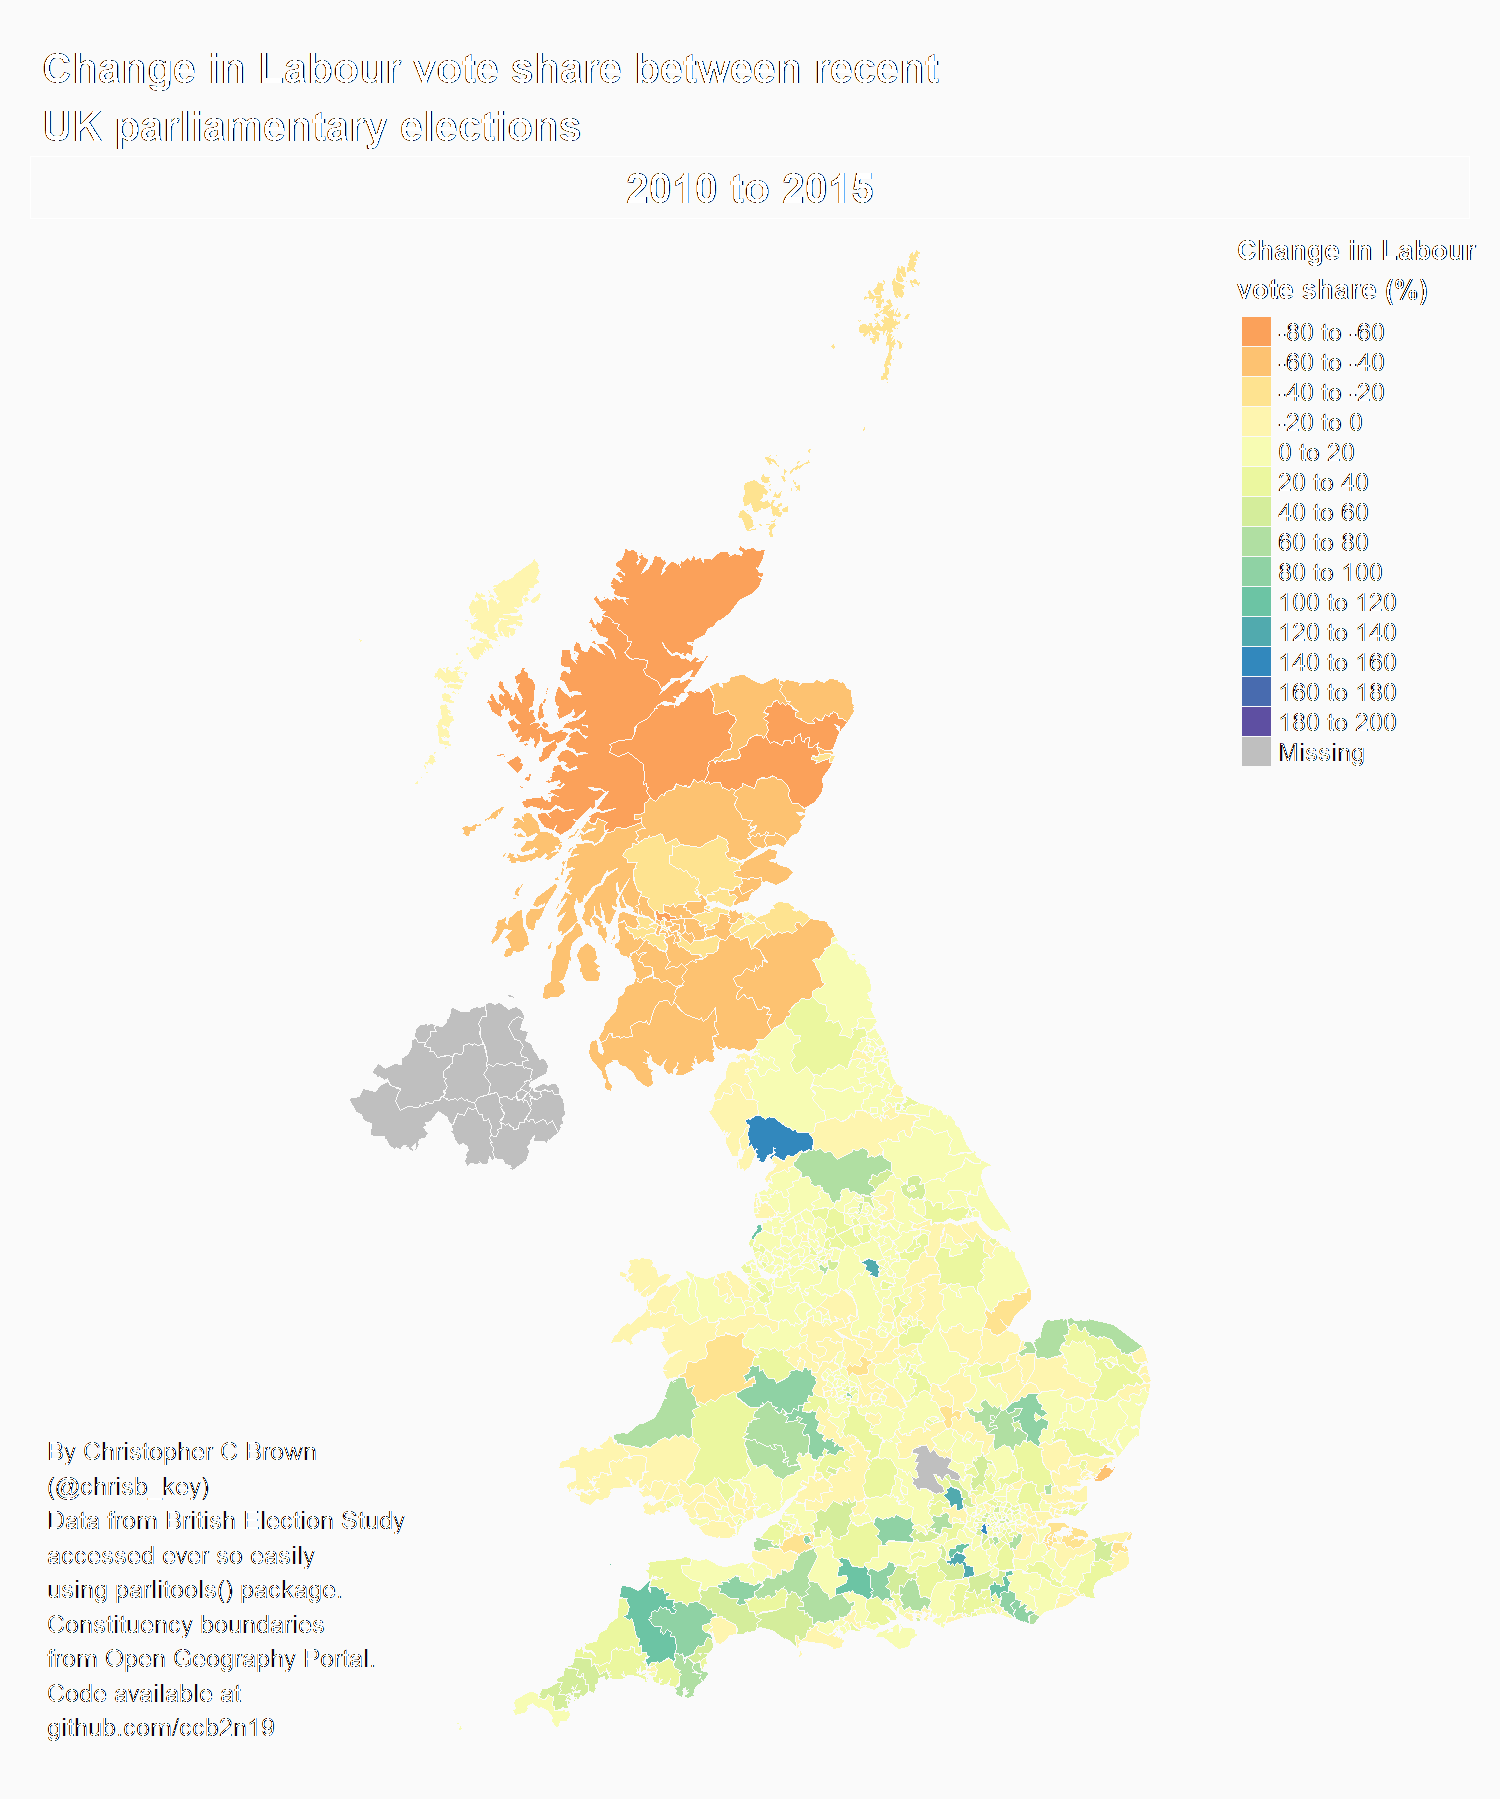 Change in Labour vote share between recent
UK parliamentary elections
2010 to 2015
Change in Labour
vote share (%)
-80 to -60
-60 to -40
-40 to -20
-20 to 0
0 to 20
20 to 40
40 to 60
60 to 80
80 to 100
100 to 120
120 to 140
140 to 160
160 to 180
180 to 200
Missing
By Christopher C Brown
(@chrisb_key)
Data from British Election Study
accessed ever so easily
using parlitools() package.
Constituency boundaries
from Open Geography Portal.
Code available at
github.com/ccb2n19